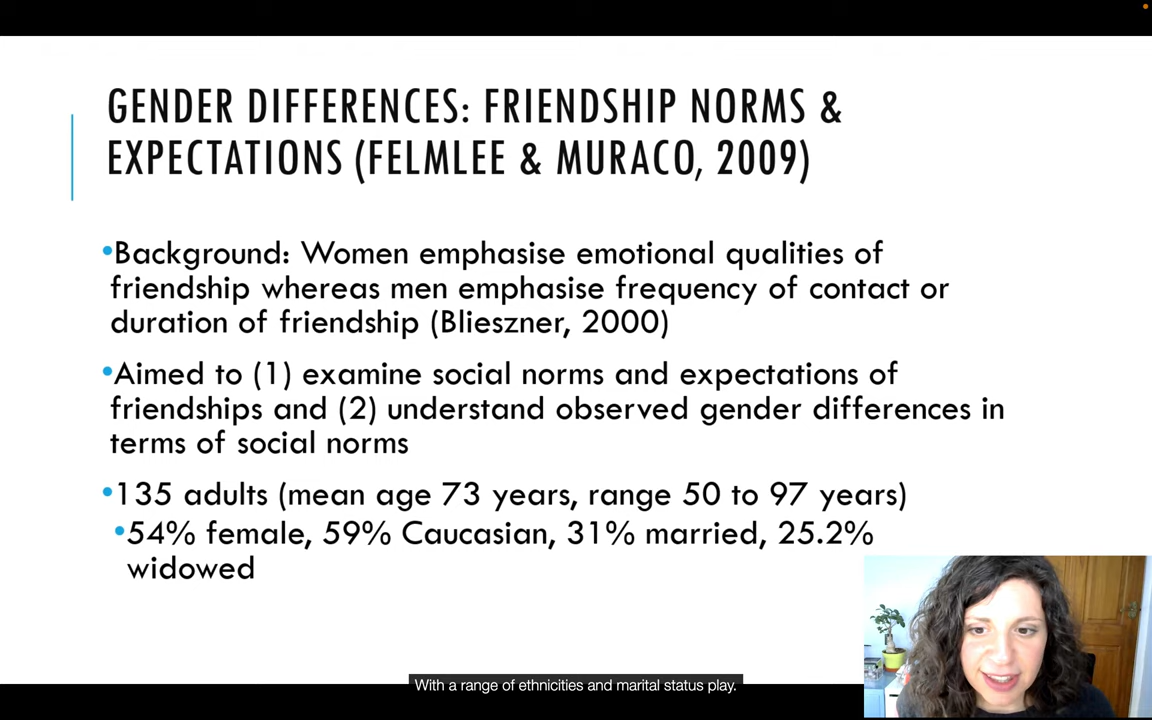 GENDER DIFFERENCES: FRIENDSHIP NORMS &
EXPECTATIONS (FELMLEE & MURACO, 2009)
•Background: Women emphasise emotional qualities of
friendship whereas men emphasise frequency of contact or
duration of friendship (Blieszner, 2000)
•Aimed to (1) examine social norms and expectations of
friendships and (2) understand observed gender differences in
terms of social norms
•135 adults (mean age 73 years, range 50 to 97 years)
•54% female, 59% Caucasian, 31% married, 25.2%
widowed
With a range of ethnicities and marital status play.